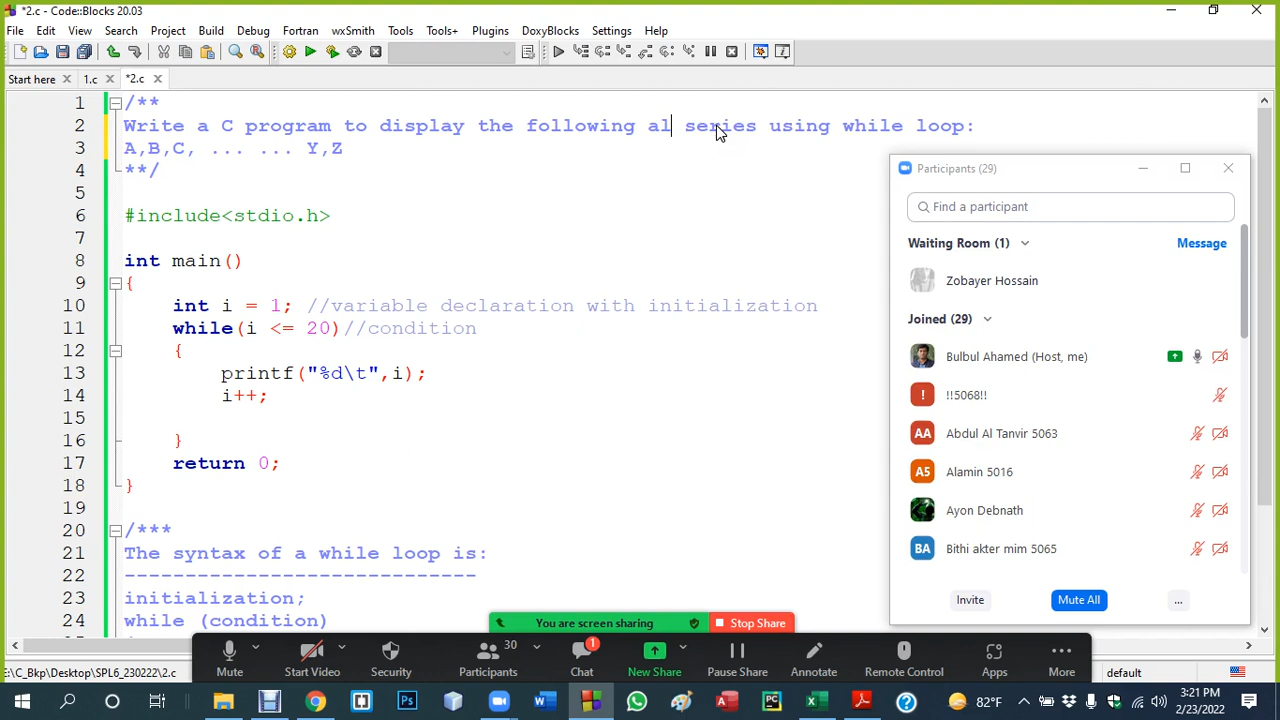 *2.c - Code::Blocks 20.03
File Edit View Search Project Build Debug Fortran wxSmith Tools Tools+ Plugins DoxyBlocks Settings Help
Start here 1.c *2.c
1 /**
2 Write a C program to display the following al series using while loop:
3 A,B,C, ... ... Y,Z
4 **/
5
6 #include<stdio.h>
7
8 int main()
9 {
10 int i = 1; //variable declaration with initialization
11 while(i <= 20)//condition
12 {
13 printf("%d\t",i);
14 i++;
15
16 }
17 return 0;
18 }
19
20 /***
21 The syntax of a while loop is:
22 -----------------------------
23 initialization;
24 while (condition)
Participants (29)
Find a participant
Waiting Room (1) Message
Zobayer Hossain
Joined (29)
Bulbul Ahamed (Host, me)
! !!5068!!
AA Abdul Al Tanvir 5063
A5 Alamin 5016
Ayon Debnath
BA Bithi akter mim 5065
Invite Mute All ...
You are screen sharing Stop Share
Mute Start Video Security Participants 30 Chat 1 New Share Pause Share Annotate Remote Control Apps More
E:\C_Bkp\Desktop\SPL6_230222\2.c default
82°F 3:21 PM
2/23/2022